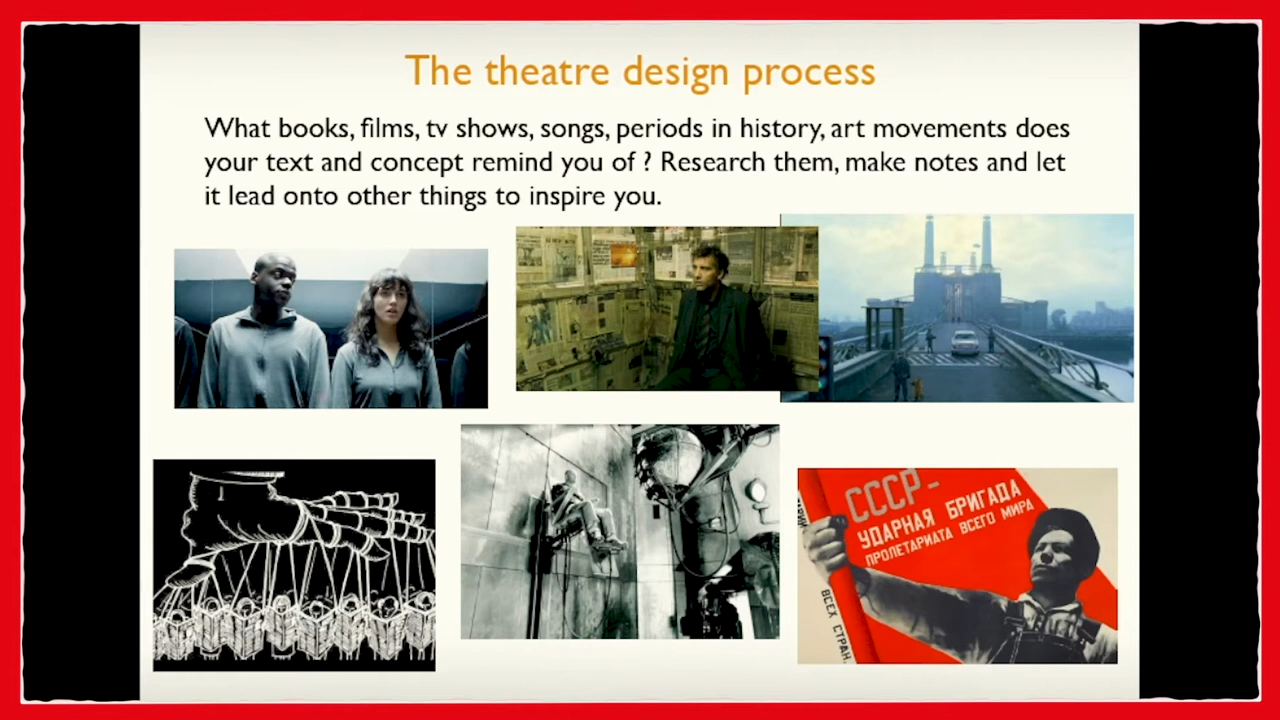 The theatre design process
What books, films, tv shows, songs, periods in history, art movements does
your text and concept remind you of ? Research them, make notes and let
it lead onto other things to inspire you.
СССР-
УДАРНАЯ БРИГАДА
ПРОЛЕТАРИАТА ВСЕГО МИРА
ВСЕХ СТРАН,